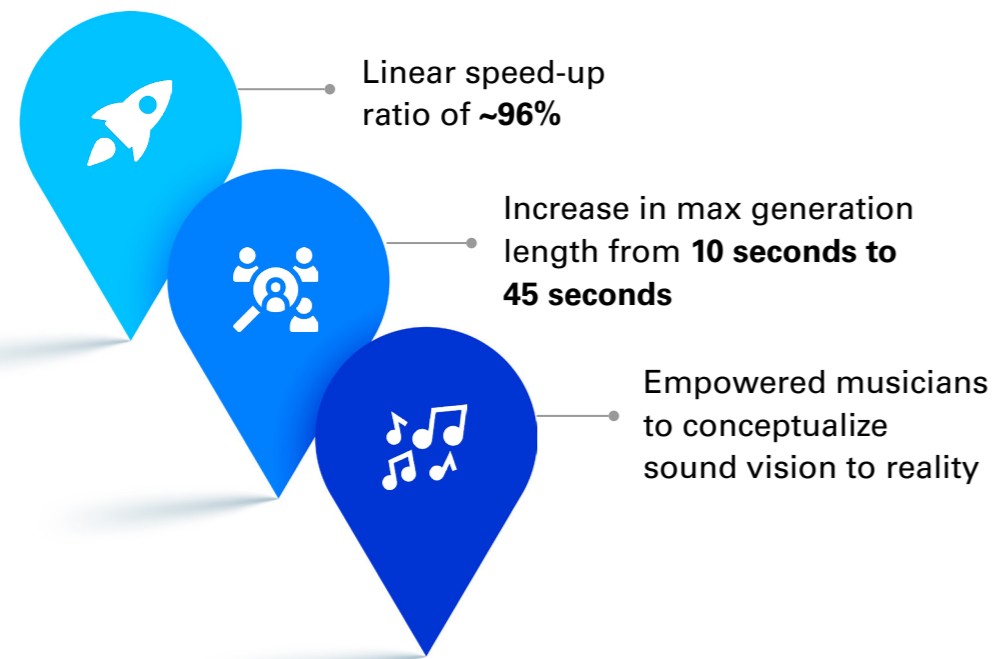 Linear speed-up
ratio of ~96%
Increase in max generation
length from 10 seconds to
45 seconds
Empowered musicians
to conceptualize
sound vision to reality